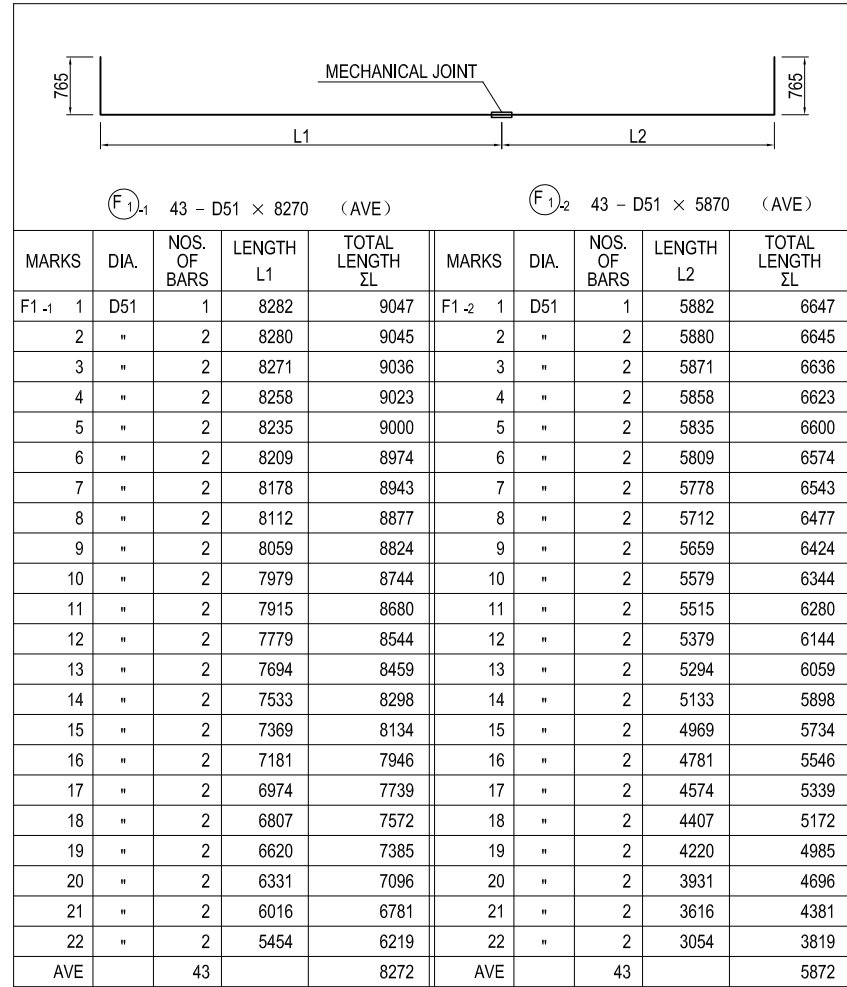 MECHANICAL JOINT
765
765
L1
L2
F 1 -1 43 – D51 × 8270 （AVE）
F 1 -2 43 – D51 × 5870 （AVE）
MARKS DIA. NOS. OF BARS LENGTH L1 TOTAL LENGTH ΣL MARKS DIA. NOS. OF BARS LENGTH L2 TOTAL LENGTH ΣL
F1 -1 1 D51 1 8282 9047 F1 -2 1 D51 1 5882 6647
2 " 2 8280 9045 2 " 2 5880 6645
3 " 2 8271 9036 3 " 2 5871 6636
4 " 2 8258 9023 4 " 2 5858 6623
5 " 2 8235 9000 5 " 2 5835 6600
6 " 2 8209 8974 6 " 2 5809 6574
7 " 2 8178 8943 7 " 2 5778 6543
8 " 2 8112 8877 8 " 2 5712 6477
9 " 2 8059 8824 9 " 2 5659 6424
10 " 2 7979 8744 10 " 2 5579 6344
11 " 2 7915 8680 11 " 2 5515 6280
12 " 2 7779 8544 12 " 2 5379 6144
13 " 2 7694 8459 13 " 2 5294 6059
14 " 2 7533 8298 14 " 2 5133 5898
15 " 2 7369 8134 15 " 2 4969 5734
16 " 2 7181 7946 16 " 2 4781 5546
17 " 2 6974 7739 17 " 2 4574 5339
18 " 2 6807 7572 18 " 2 4407 5172
19 " 2 6620 7385 19 " 2 4220 4985
20 " 2 6331 7096 20 " 2 3931 4696
21 " 2 6016 6781 21 " 2 3616 4381
22 " 2 5454 6219 22 " 2 3054 3819
AVE 43 8272 AVE 43 5872